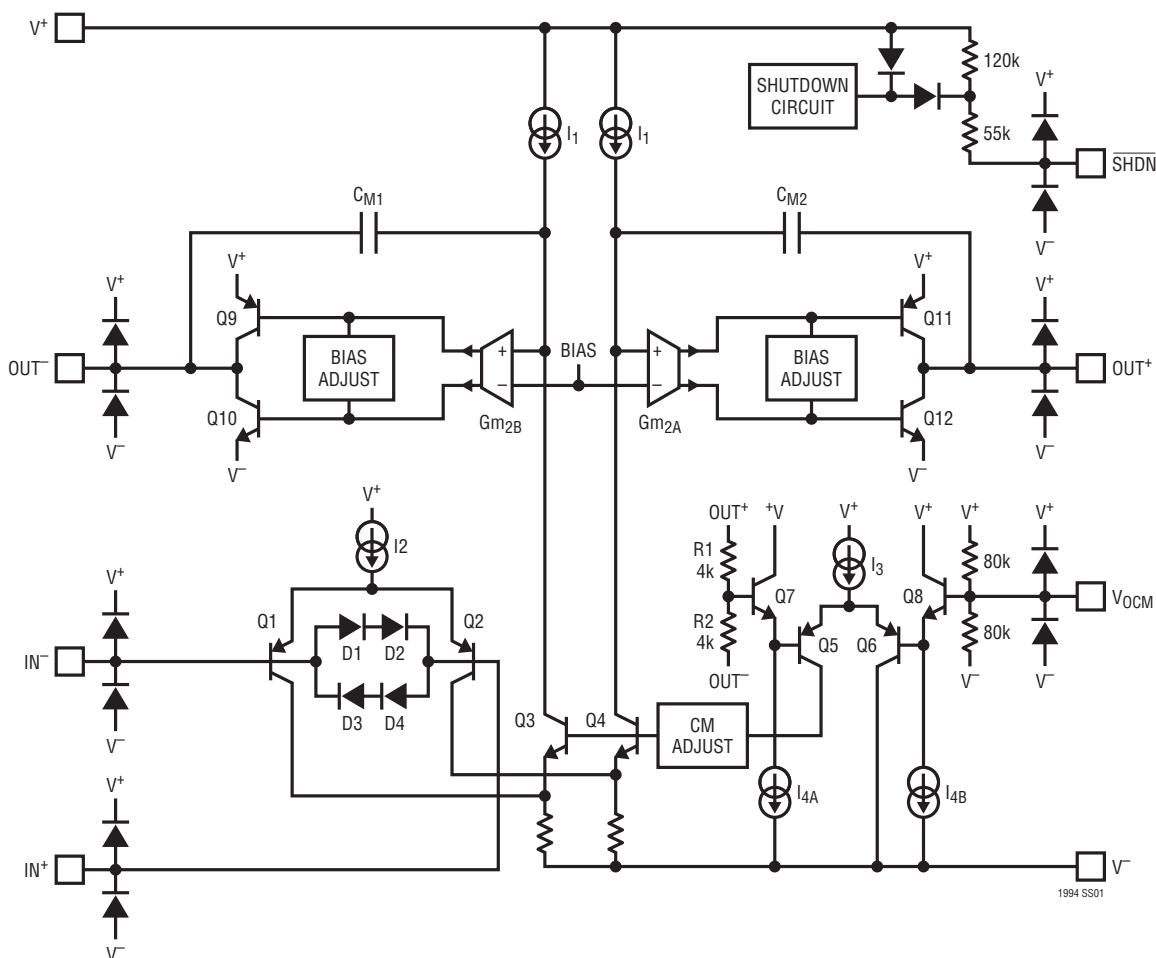 V+
120k
V+
SHUTDOWN
CIRCUIT
I1
I1
55k
SHDN
CM1
CM2
V–
V+
V+
V+
V+
Q9
Q11
BIAS
ADJUST
+
BIAS
+
BIAS
ADJUST
OUT–
OUT+
–
–
Q10
Gm2B
Gm2A
Q12
V–
V–
V–
V–
V+
OUT+
+V
V+
V+
V+
V+
I2
R1
4k
I3
80k
V+
Q7
Q8
VOCM
Q1
Q2
R2
4k
80k
D1
D2
Q5
Q6
IN–
OUT–
V–
V–
V–
D3
D4
Q3
Q4
CM
ADJUST
V+
I4A
I4B
IN+
V–
1994 SS01
V–